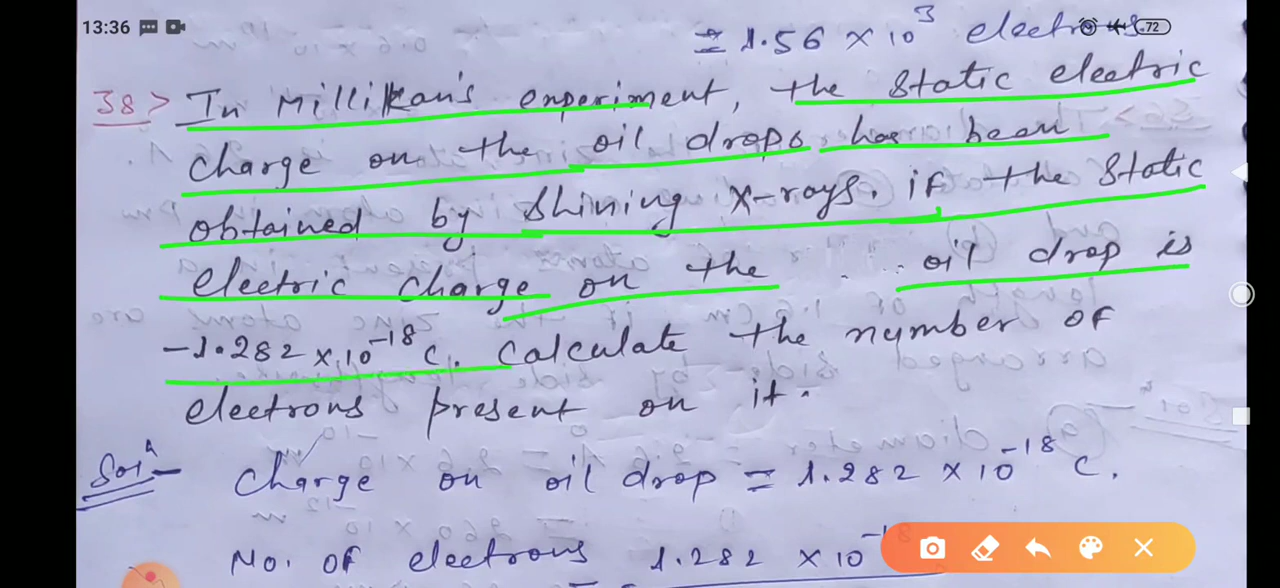 13:36
72
= 1.56 × 10³ electrons
38> In Millikan's experiment, the static electric
charge on the oil drops has been
obtained by shining x-rays. if the static
electric charge on the oil drop is
-1.282 × 10⁻¹⁸ C. Calculate the number of
electrons present on it.
Solⁿ- Charge on oil drop = 1.282 × 10⁻¹⁸ C.
No. of electrons 1.282 × 10